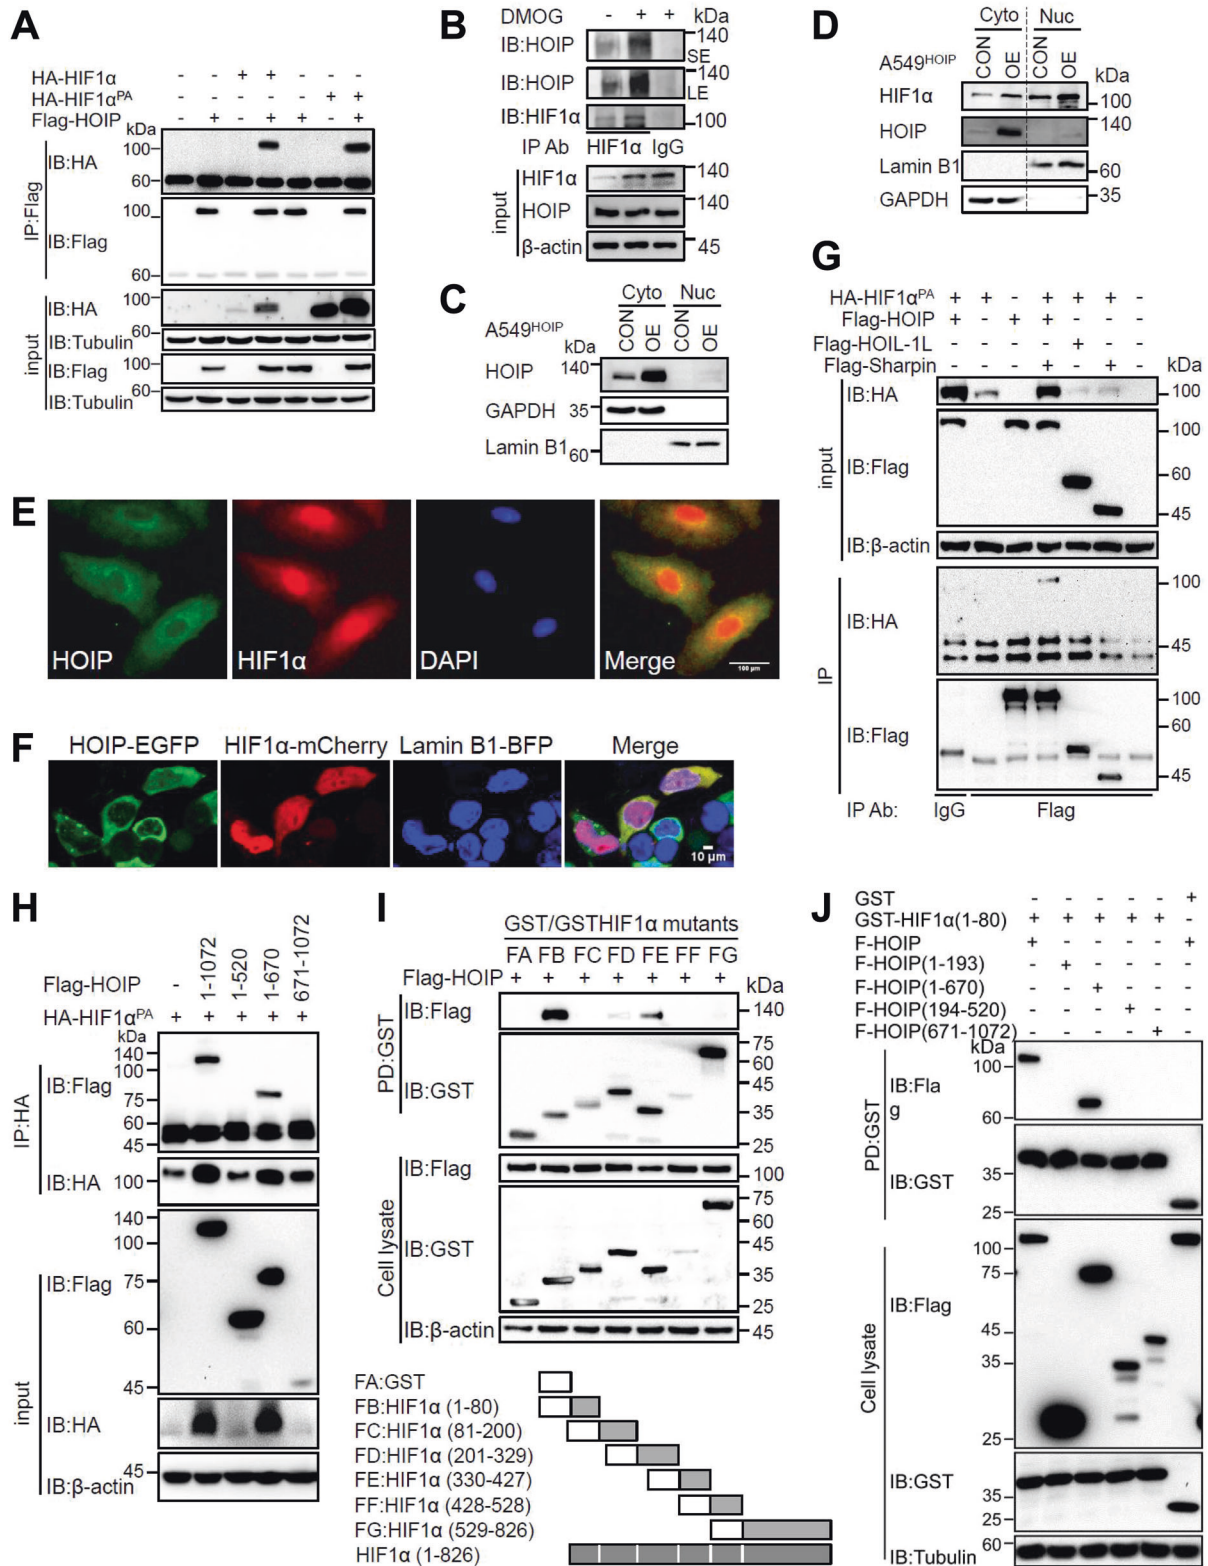 A
HA-HIF1α - - + + - - -
HA-HIF1αPA - - - - - + +
Flag-HOIP - + - + + - +
kDa
IP:Flag
IB:HA
100
60
IB:Flag
100
60
input
IB:HA
100
IB:Tubulin
60
IB:Flag
100
IB:Tubulin
60
B
DMOG - + + kDa
IB:HOIP 140
SE
IB:HOIP 140
LE
IB:HIF1α 100
IP Ab HIF1α IgG
input
HIF1α 140
HOIP 140
β-actin 45
C
Cyto Nuc
A549HOIP CON OE CON OE
kDa
HOIP 140
GAPDH 35
Lamin B1 60
D
Cyto Nuc
A549HOIP CON OE CON OE
kDa
HIF1α 100
HOIP 140
Lamin B1 60
GAPDH 35
E
HOIP HIF1α DAPI Merge
100 μm
F
HOIP-EGFP HIF1α-mCherry Lamin B1-BFP Merge
10 μm
G
HA-HIF1αPA + + - + + + -
Flag-HOIP + - + + - - -
Flag-HOIL-1L - - - - + - -
Flag-Sharpin - - - + - + -
kDa
input
IB:HA 100
IB:Flag
100
60
45
IB:β-actin
IP
IB:HA
100
45
IB:Flag
100
60
45
IP Ab: IgG Flag
H
Flag-HOIP - 1-1072 1-520 1-670 671-1072
HA-HIF1αPA + + + + +
kDa
IP:HA
IB:Flag
140
100
75
60
45
IB:HA 100
input
IB:Flag
140
100
75
60
45
IB:HA
IB:β-actin 45
I
GST/GSTHIF1α mutants
FA FB FC FD FE FF FG
Flag-HOIP + + + + + + +
kDa
PD:GST
IB:Flag 140
IB:GST
75
60
45
35
25
Cell lysate
IB:Flag 100
IB:GST
75
60
45
35
25
IB:β-actin 45
FA:GST
FB:HIF1α (1-80)
FC:HIF1α (81-200)
FD:HIF1α (201-329)
FE:HIF1α (330-427)
FF:HIF1α (428-528)
FG:HIF1α (529-826)
HIF1α (1-826)
J
GST - - - - - +
GST-HIF1α(1-80) + + + + + -
F-HOIP + - - - - +
F-HOIP(1-193) - + - - - -
F-HOIP(1-670) - - + - - -
F-HOIP(194-520) - - - + - -
F-HOIP(671-1072) - - - - + -
kDa
PD:GST
IB:Fla
g
100
60
IB:GST
35
25
Cell lysate
IB:Flag
100
75
45
35
25
IB:GST
35
25
IB:Tubulin 60